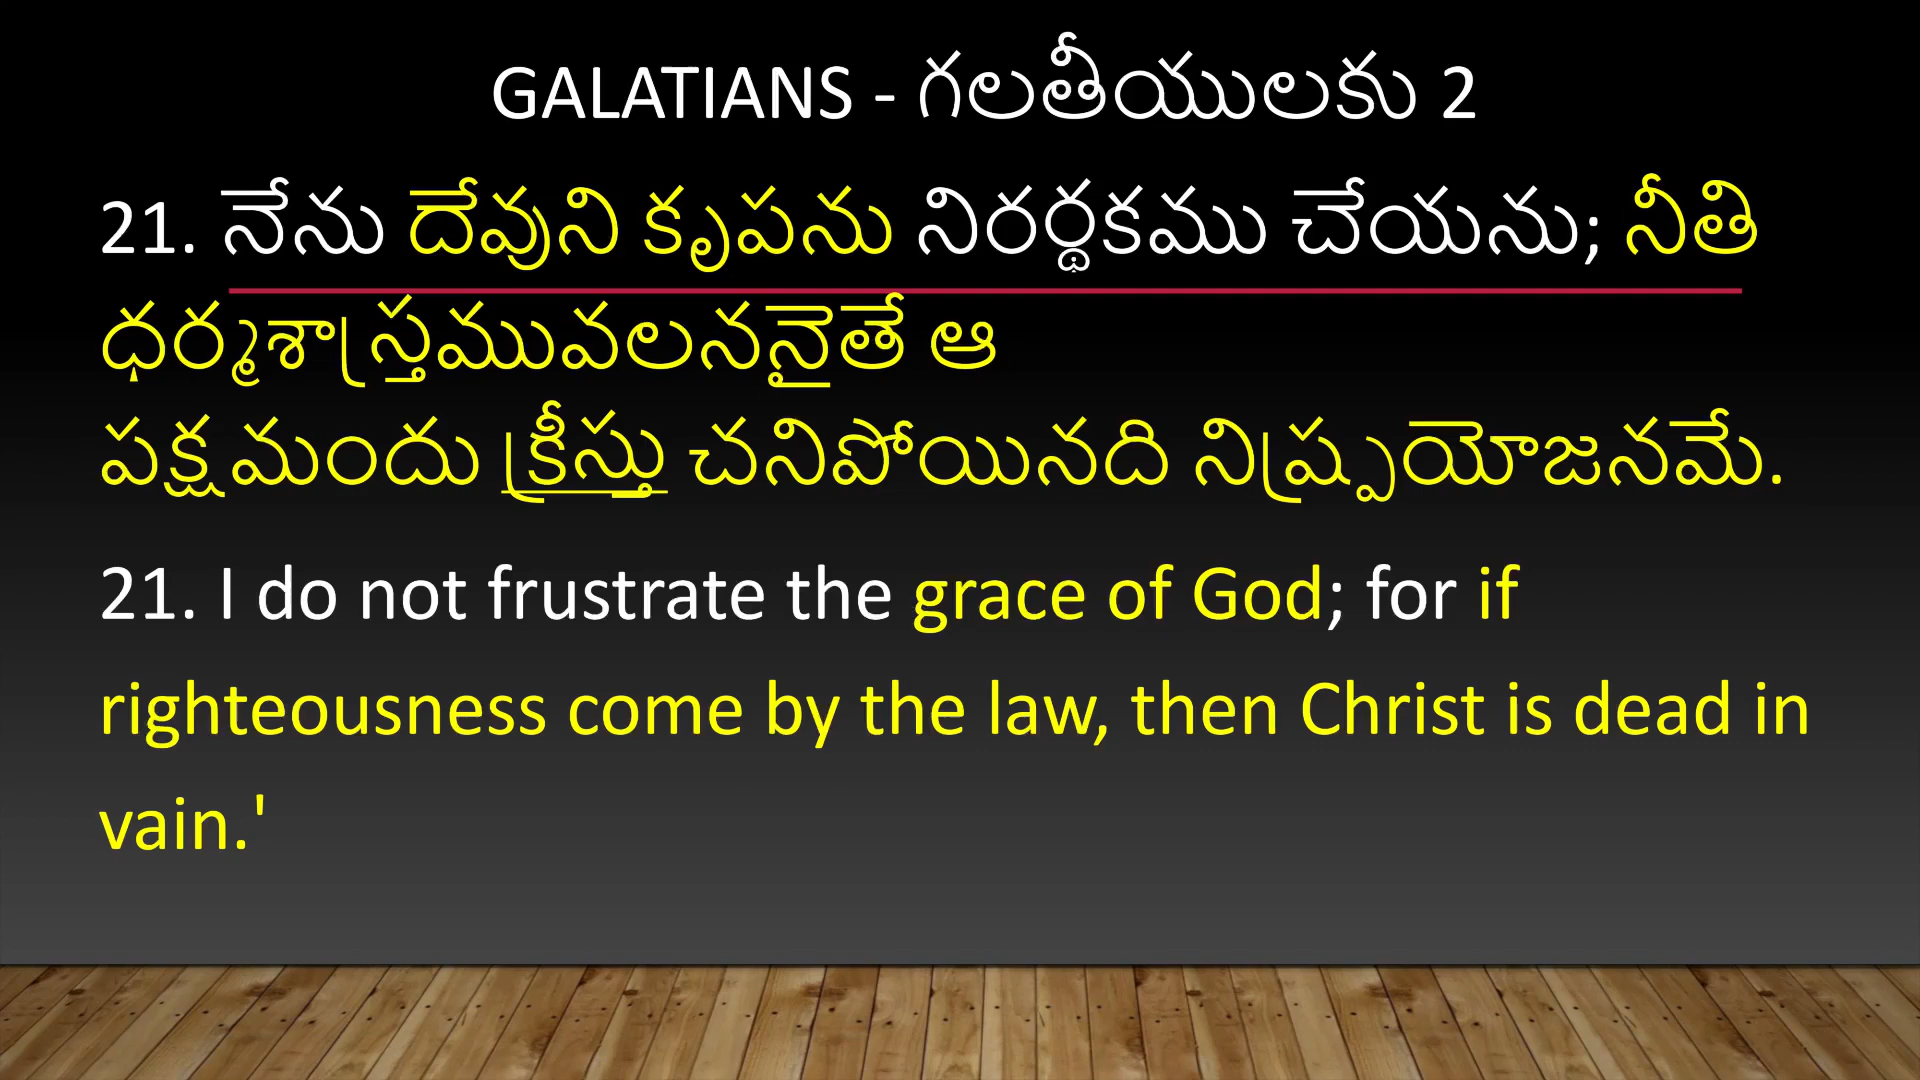 GALATIANS - గలతీయులకు 2
21. నేను దేవుని కృపను నిరర్థకము చేయను; నీతి
ధర్మశాస్త్రమువలననైతే ఆ
పక్షమందు క్రీస్తు చనిపోయినది నిష్ప్రయోజనమే.
21. I do not frustrate the grace of God; for if
righteousness come by the law, then Christ is dead in
vain.'